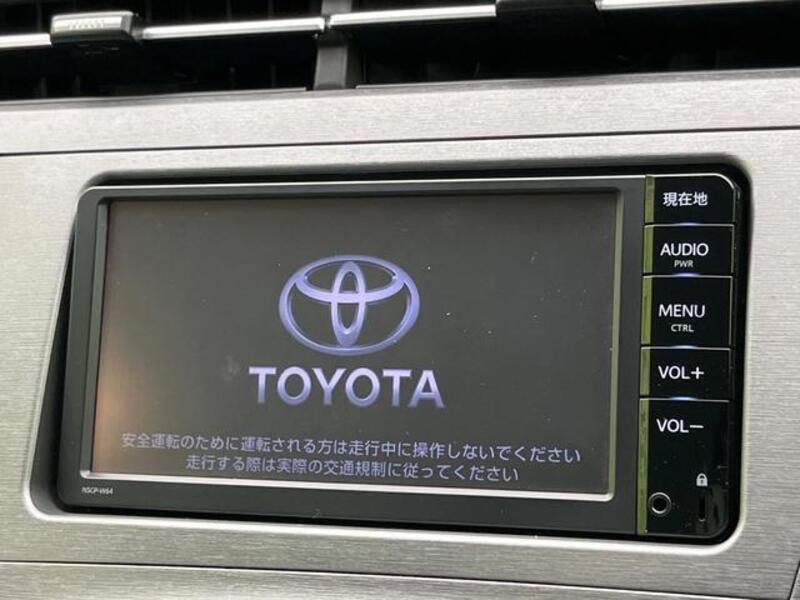 現在地
AUDIO
PWR
MENU
CTRL
VOL+
VOL−
TOYOTA
安全運転のために運転される方は走行中に操作しないでください
走行する際は実際の交通規制に従ってください
NSCP-W64